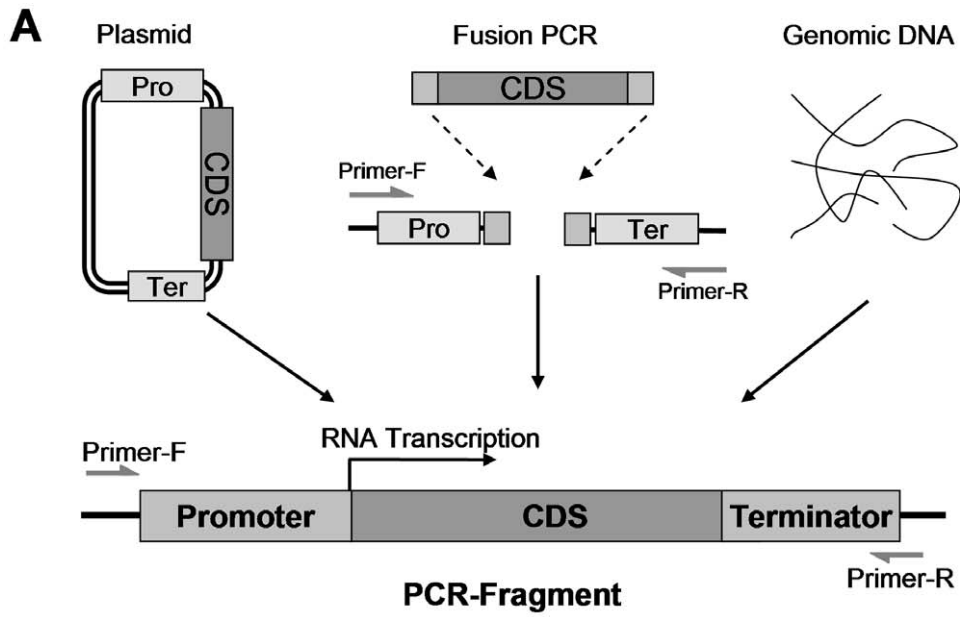 A
Plasmid
Fusion PCR
Genomic DNA
Pro
CDS
Ter
CDS
Primer-F
Pro
Ter
Primer-R
RNA Transcription
Primer-F
Promoter
CDS
Terminator
Primer-R
PCR-Fragment